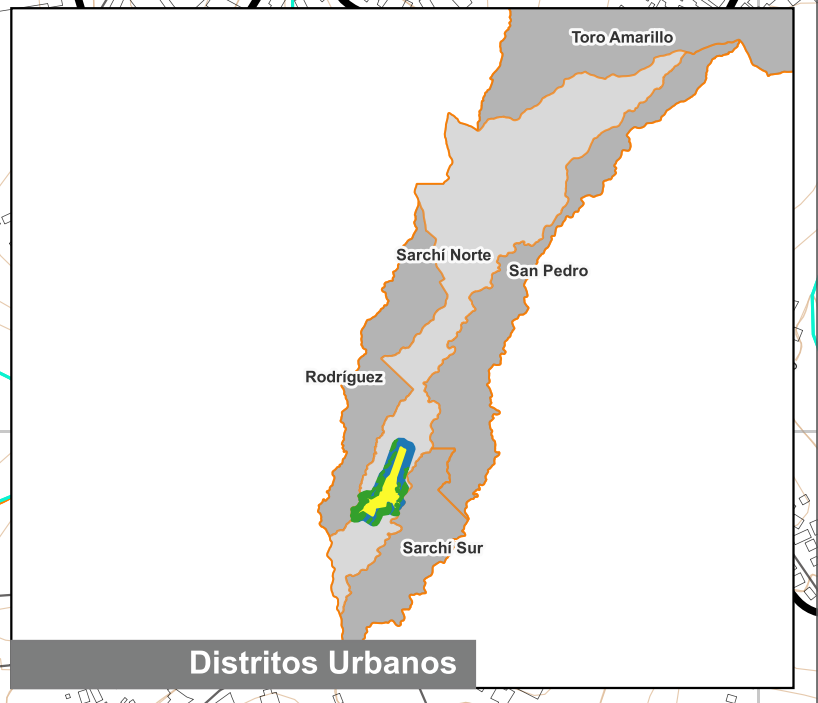 Toro Amarillo
Sarchí Norte
San Pedro
Rodríguez
Sarchí Sur
Distritos Urbanos